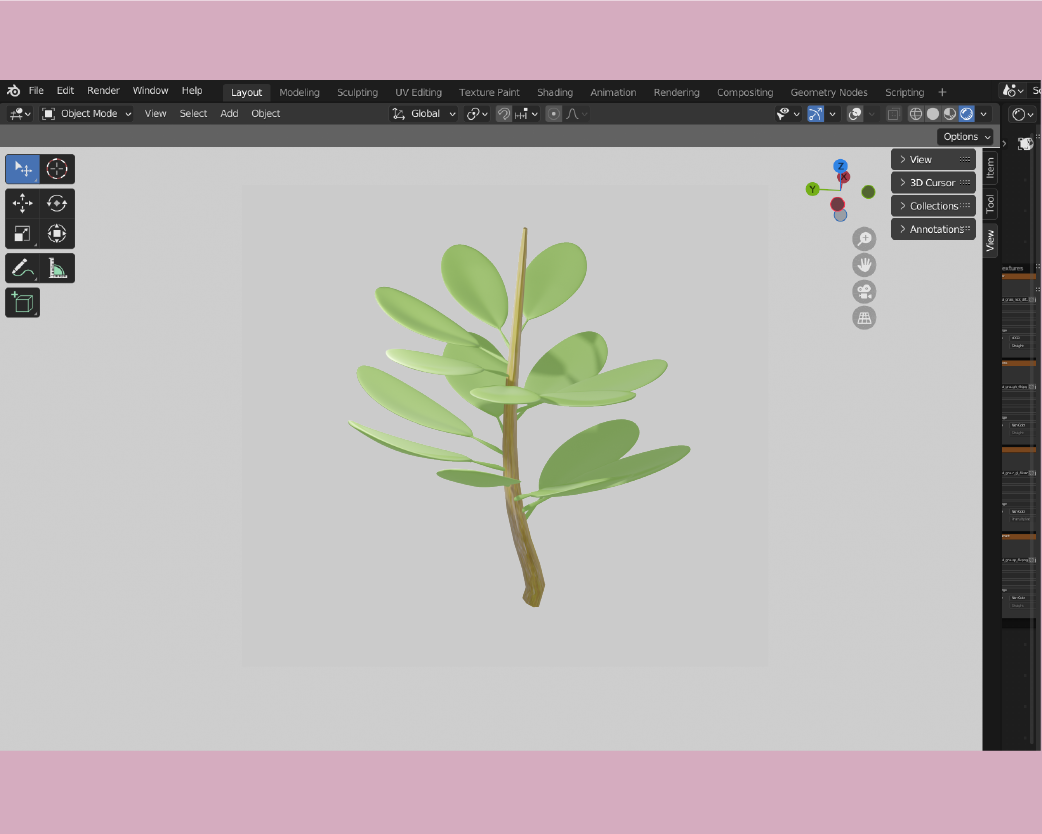 File Edit Render Window Help Layout Modeling Sculpting UV Editing Texture Paint Shading Animation Rendering Compositing Geometry Nodes Scripting +
Object Mode View Select Add Object Global
Options
View
3D Cursor
Collections
Annotations
Item
Tool
View
Z
X
Y